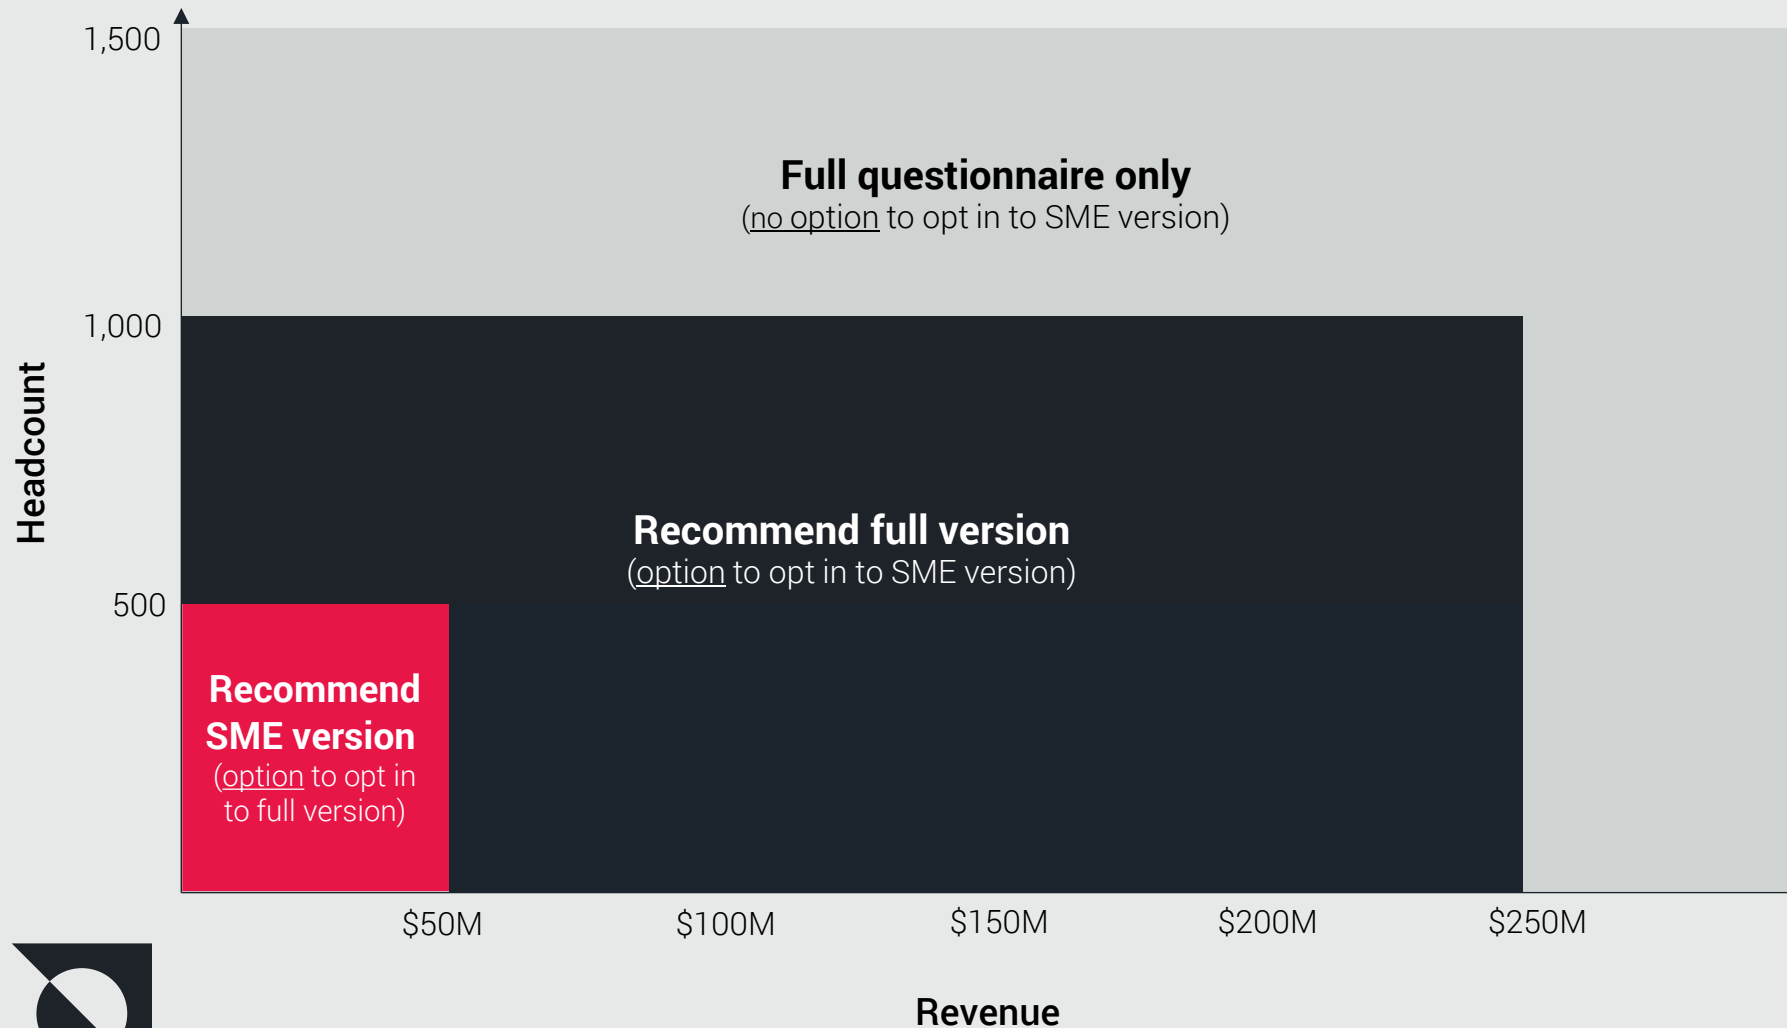 1,500
Full questionnaire only
(no option to opt in to SME version)
1,000
Headcount
Recommend full version
(option to opt in to SME version)
500
Recommend
SME version
(option to opt in
to full version)
$50M
$100M
$150M
$200M
$250M
Revenue